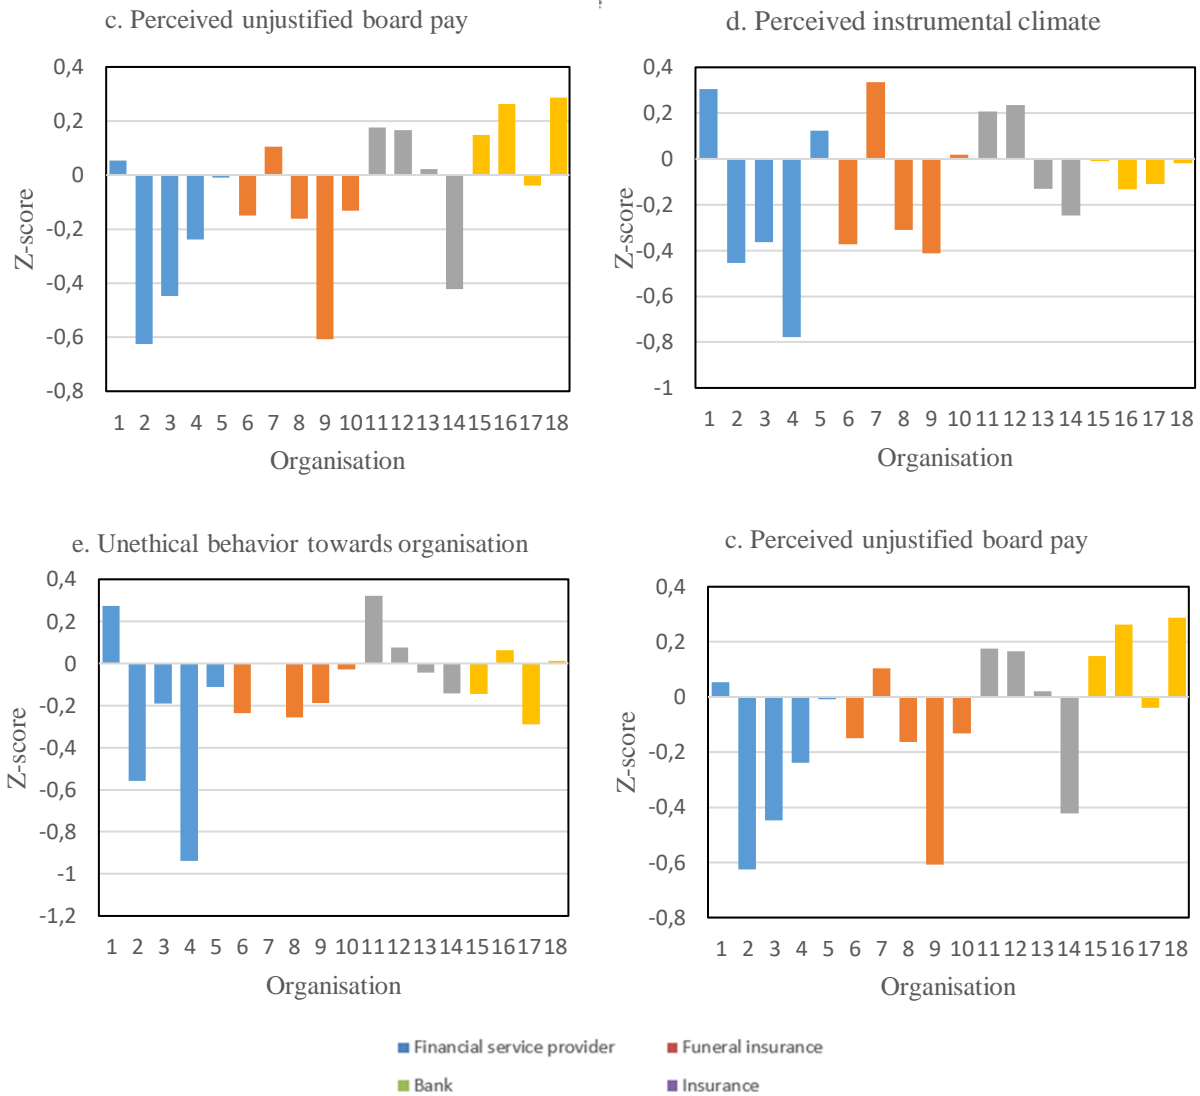 c. Perceived unjustified board pay
0,4
0,2
0
-0,2
-0,4
-0,6
-0,8
Z-score
1 2 3 4 5 6 7 8 9 10 11 12 13 14 15 16 17 18
Organisation
d. Perceived instrumental climate
0,4
0,2
0
-0,2
-0,4
-0,6
-0,8
-1
Z-score
1 2 3 4 5 6 7 8 9 10 11 12 13 14 15 16 17 18
Organisation
e. Unethical behavior towards organisation
0,4
0,2
0
-0,2
-0,4
-0,6
-0,8
-1
-1,2
Z-score
1 2 3 4 5 6 7 8 9 10 11 12 13 14 15 16 17 18
Organisation
c. Perceived unjustified board pay
0,4
0,2
0
-0,2
-0,4
-0,6
-0,8
Z-score
1 2 3 4 5 6 7 8 9 10 11 12 13 14 15 16 17 18
Organisation
Financial service provider
Funeral insurance
Bank
Insurance